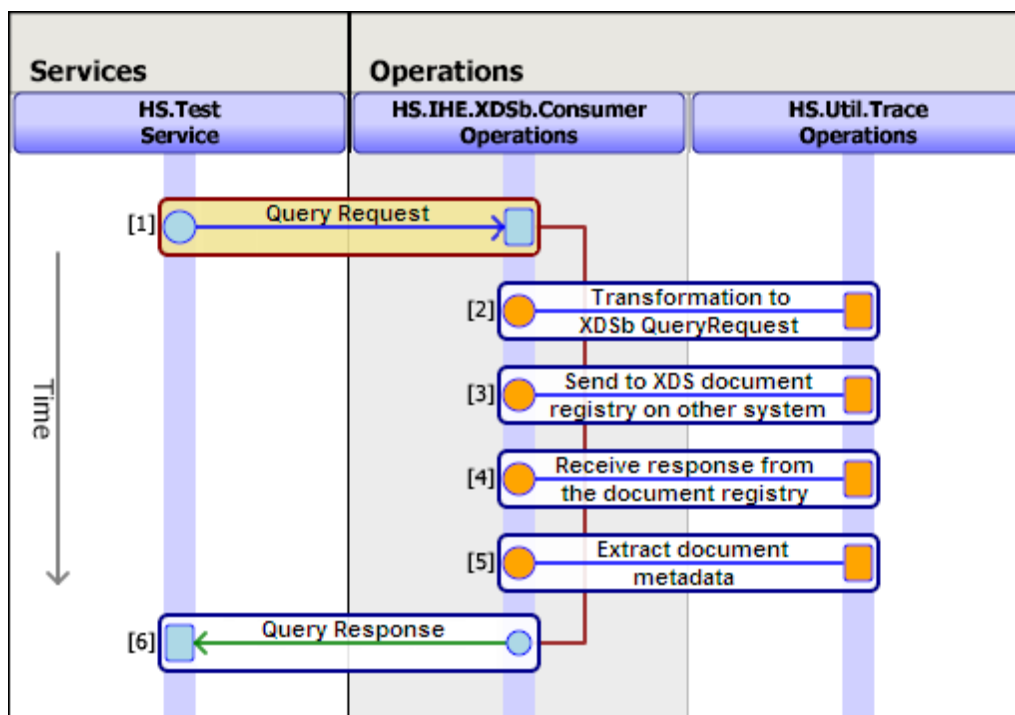 Services
Operations
HS.Test
Service
HS.IHE.XDSb.Consumer
Operations
HS.Util.Trace
Operations
[1]
Query Request
[2]
Transformation to
XDSb QueryRequest
[3]
Send to XDS document
registry on other system
[4]
Receive response from
the document registry
[5]
Extract document
metadata
[6]
Query Response
Time